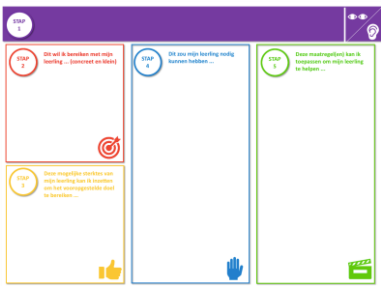 STAP
1
STAP
2
Dit wil ik bereiken met mijn
leerling ... (concreet en klein)
STAP
3
Deze mogelijke sterktes van
mijn leerling kan ik inzetten
om het vooropgestelde doel
te bereiken ...
STAP
4
Dit zou mijn leerling nodig
kunnen hebben ...
STAP
5
Deze maatregel(en) kan ik
toepassen om mijn leerling
te helpen ...